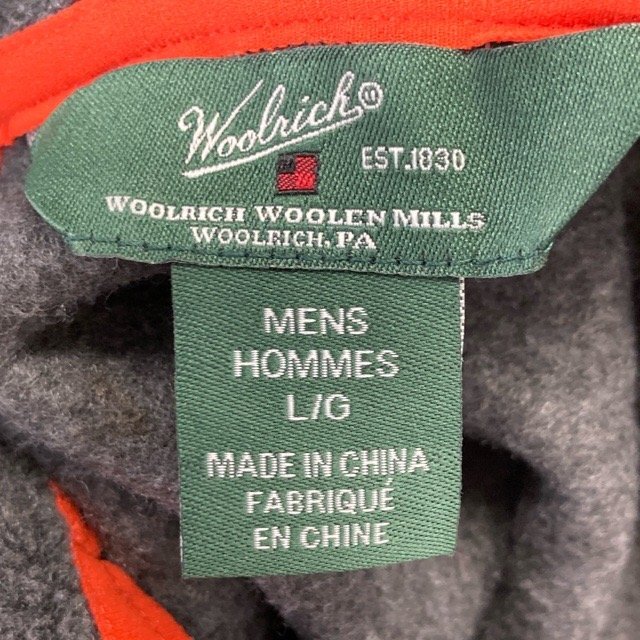 Woolrich®
EST.1830
WOOLRICH WOOLEN MILLS
WOOLRICH, PA
MENS
HOMMES
L/G
MADE IN CHINA
FABRIQUÉ
EN CHINE